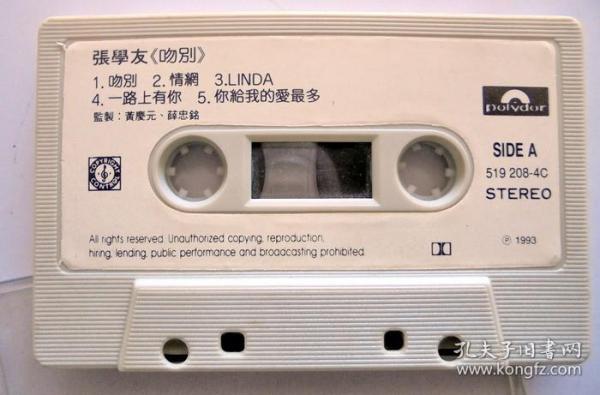 張學友《吻別》
1. 吻別 2. 情網 3.LINDA
4. 一路上有你 5. 你給我的愛最多
監製：黃慶元、薛忠銘
polydor
SIDE A
519 208-4C
STEREO
COPYRIGHT
CONTROL
All rights reserved. Unauthorized copying, reproduction,
hiring, lending, public performance and broadcasting prohibited.
℗ 1993
孔夫子旧書网
www.kongfz.com